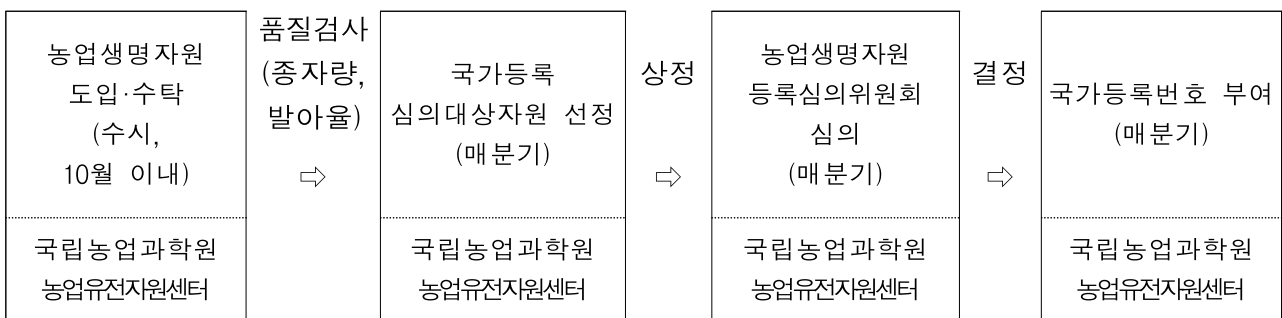 농업생명자원
도입·수탁
(수시,
10월 이내)
국립농업과학원
농업유전자원센터
품질검사
(종자량,
발아율)
⇨
국가등록
심의대상자원 선정
(매분기)
국립농업과학원
농업유전자원센터
상정
⇨
농업생명자원
등록심의위원회
심의
(매분기)
국립농업과학원
농업유전자원센터
결정
⇨
국가등록번호 부여
(매분기)
국립농업과학원
농업유전자원센터